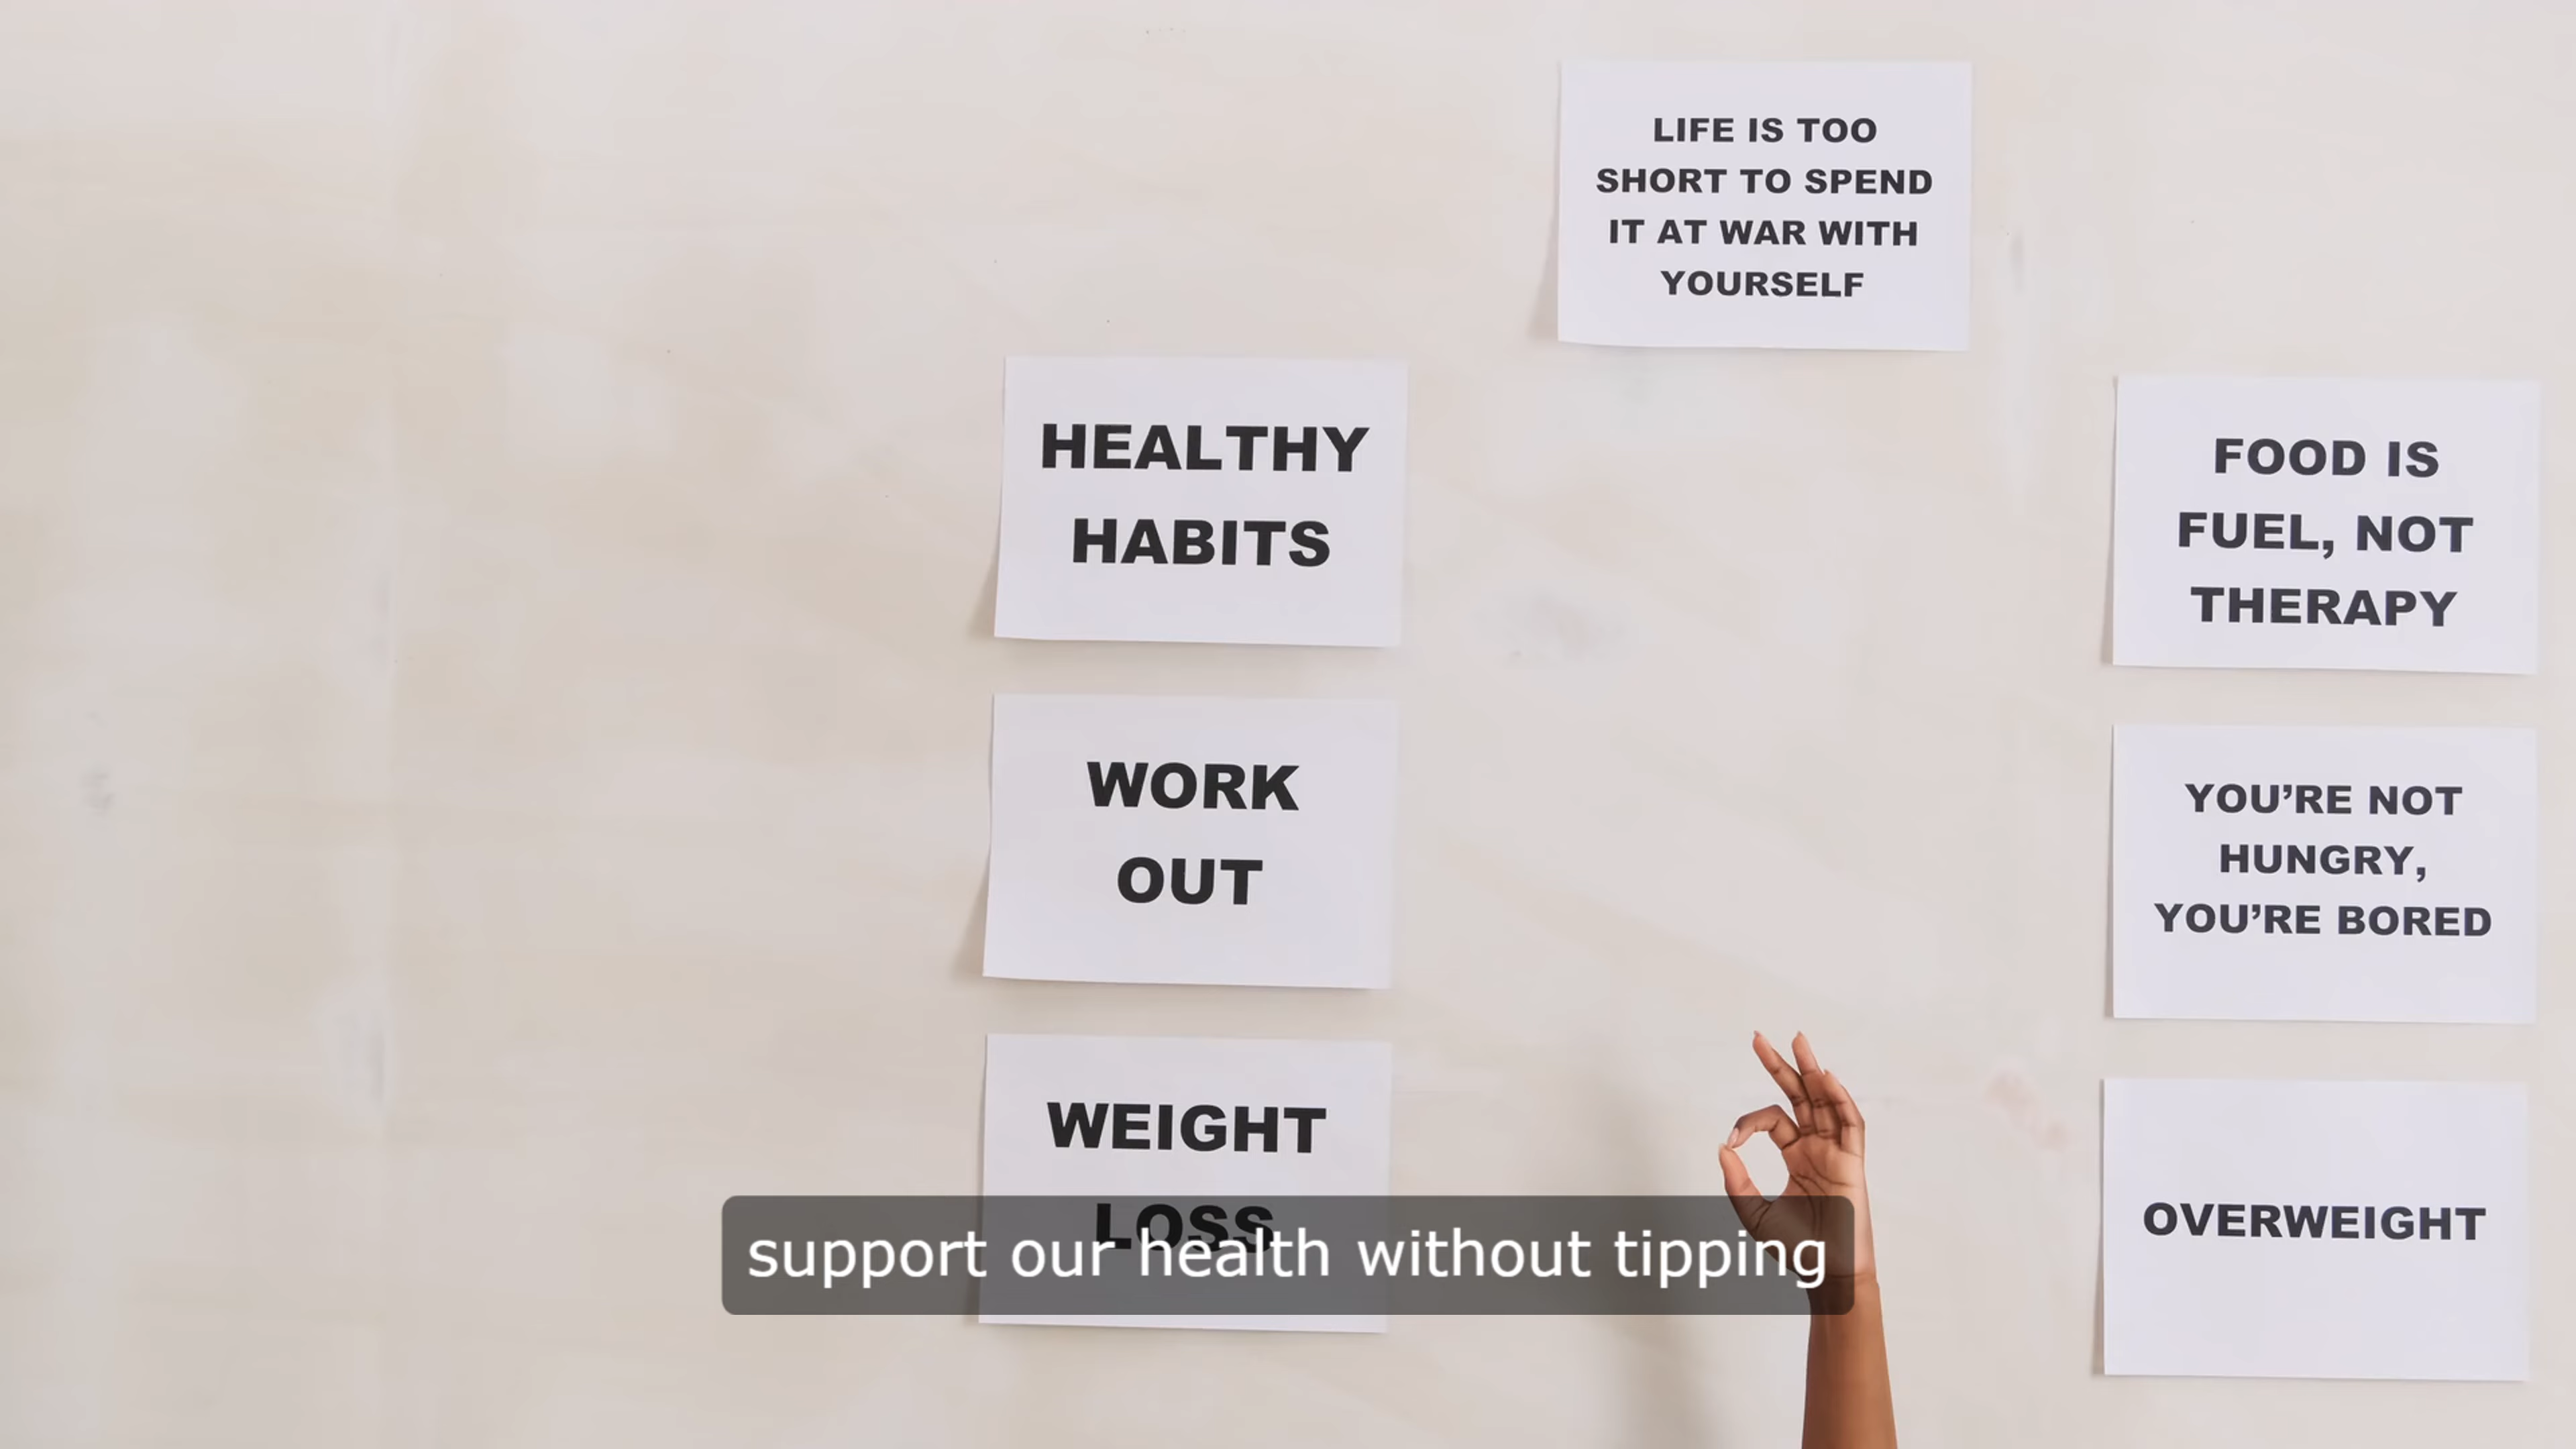 LIFE IS TOO
SHORT TO SPEND
IT AT WAR WITH
YOURSELF
HEALTHY
HABITS
WORK
OUT
WEIGHT
LOSS
FOOD IS
FUEL, NOT
THERAPY
YOU'RE NOT
HUNGRY,
YOU'RE BORED
OVERWEIGHT
support our health without tipping